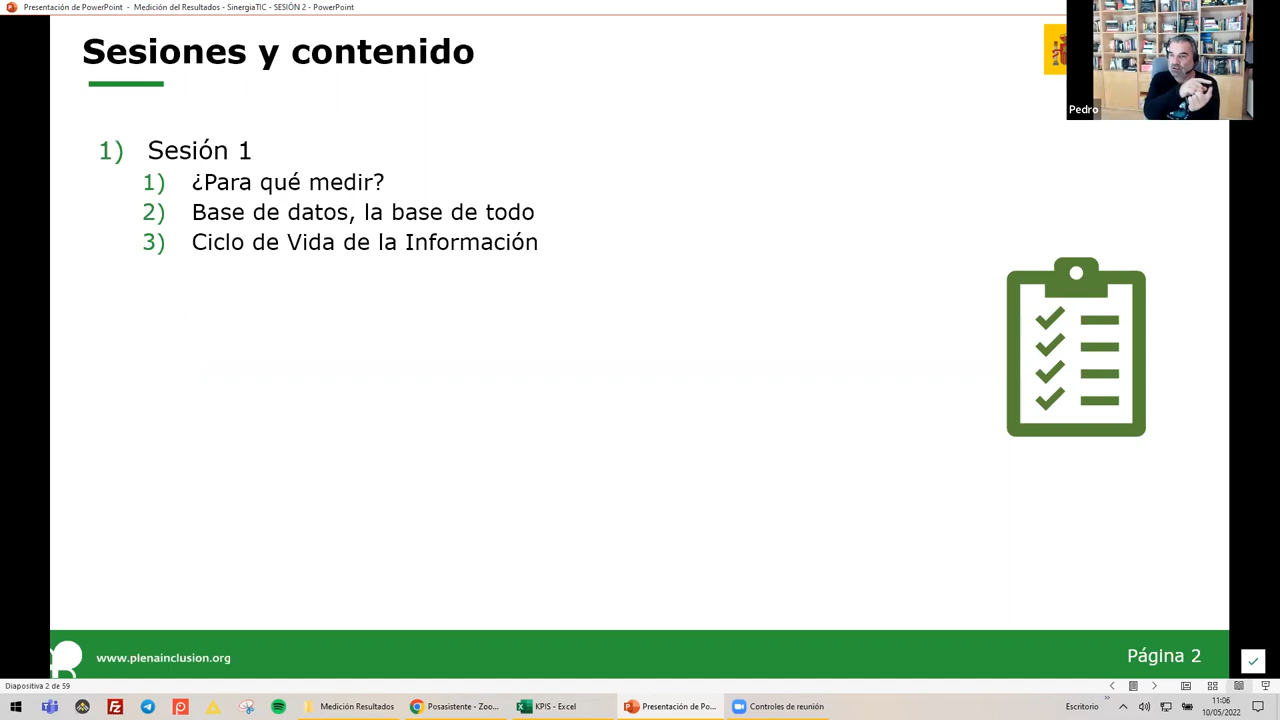 Presentación de PowerPoint - Medición del Resultados - SinergiaTIC - SESIÓN 2 - PowerPoint
Sesiones y contenido
Pedro
1) Sesión 1
1) ¿Para qué medir?
2) Base de datos, la base de todo
3) Ciclo de Vida de la Información
www.plenainclusion.org
Página 2
Diapositiva 2 de 59
Medición Resultados
Posasistente - Zoo...
KPIS - Excel
Presentación de Po...
Controles de reunión
Escritorio
11:06
10/05/2022